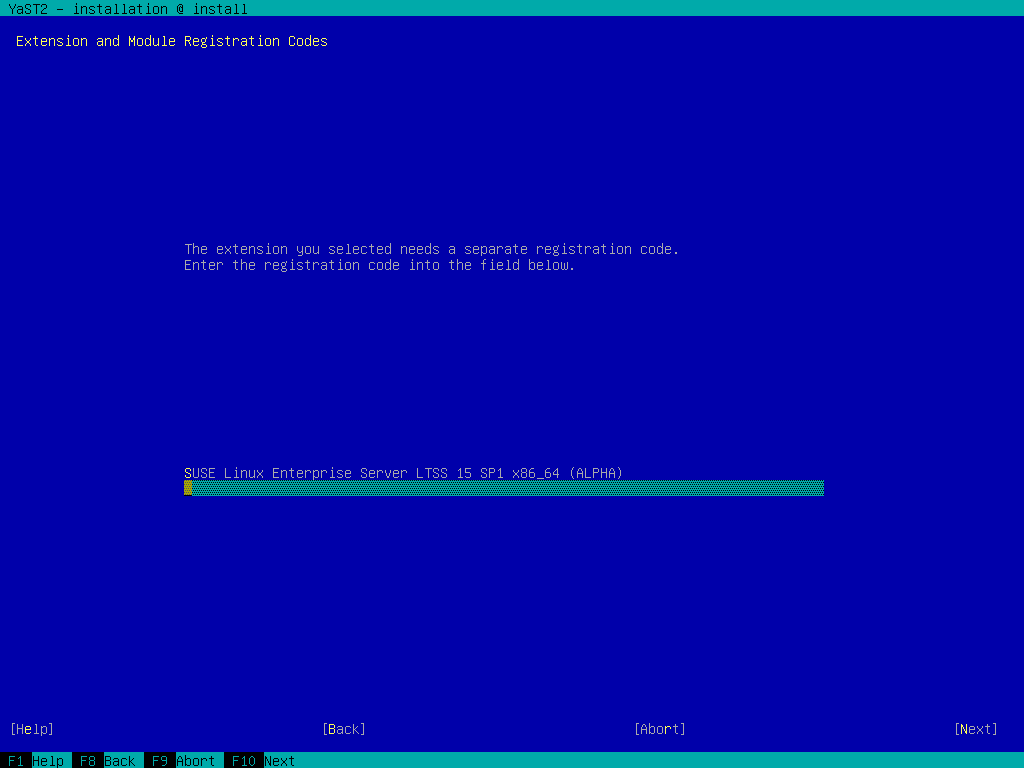 YaST2 - installation @ install
Extension and Module Registration Codes
The extension you selected needs a separate registration code.
Enter the registration code into the field below.
SUSE Linux Enterprise Server LTSS 15 SP1 x86_64 (ALPHA)
[Help] [Back] [Abort] [Next]
F1 Help F8 Back F9 Abort F10 Next